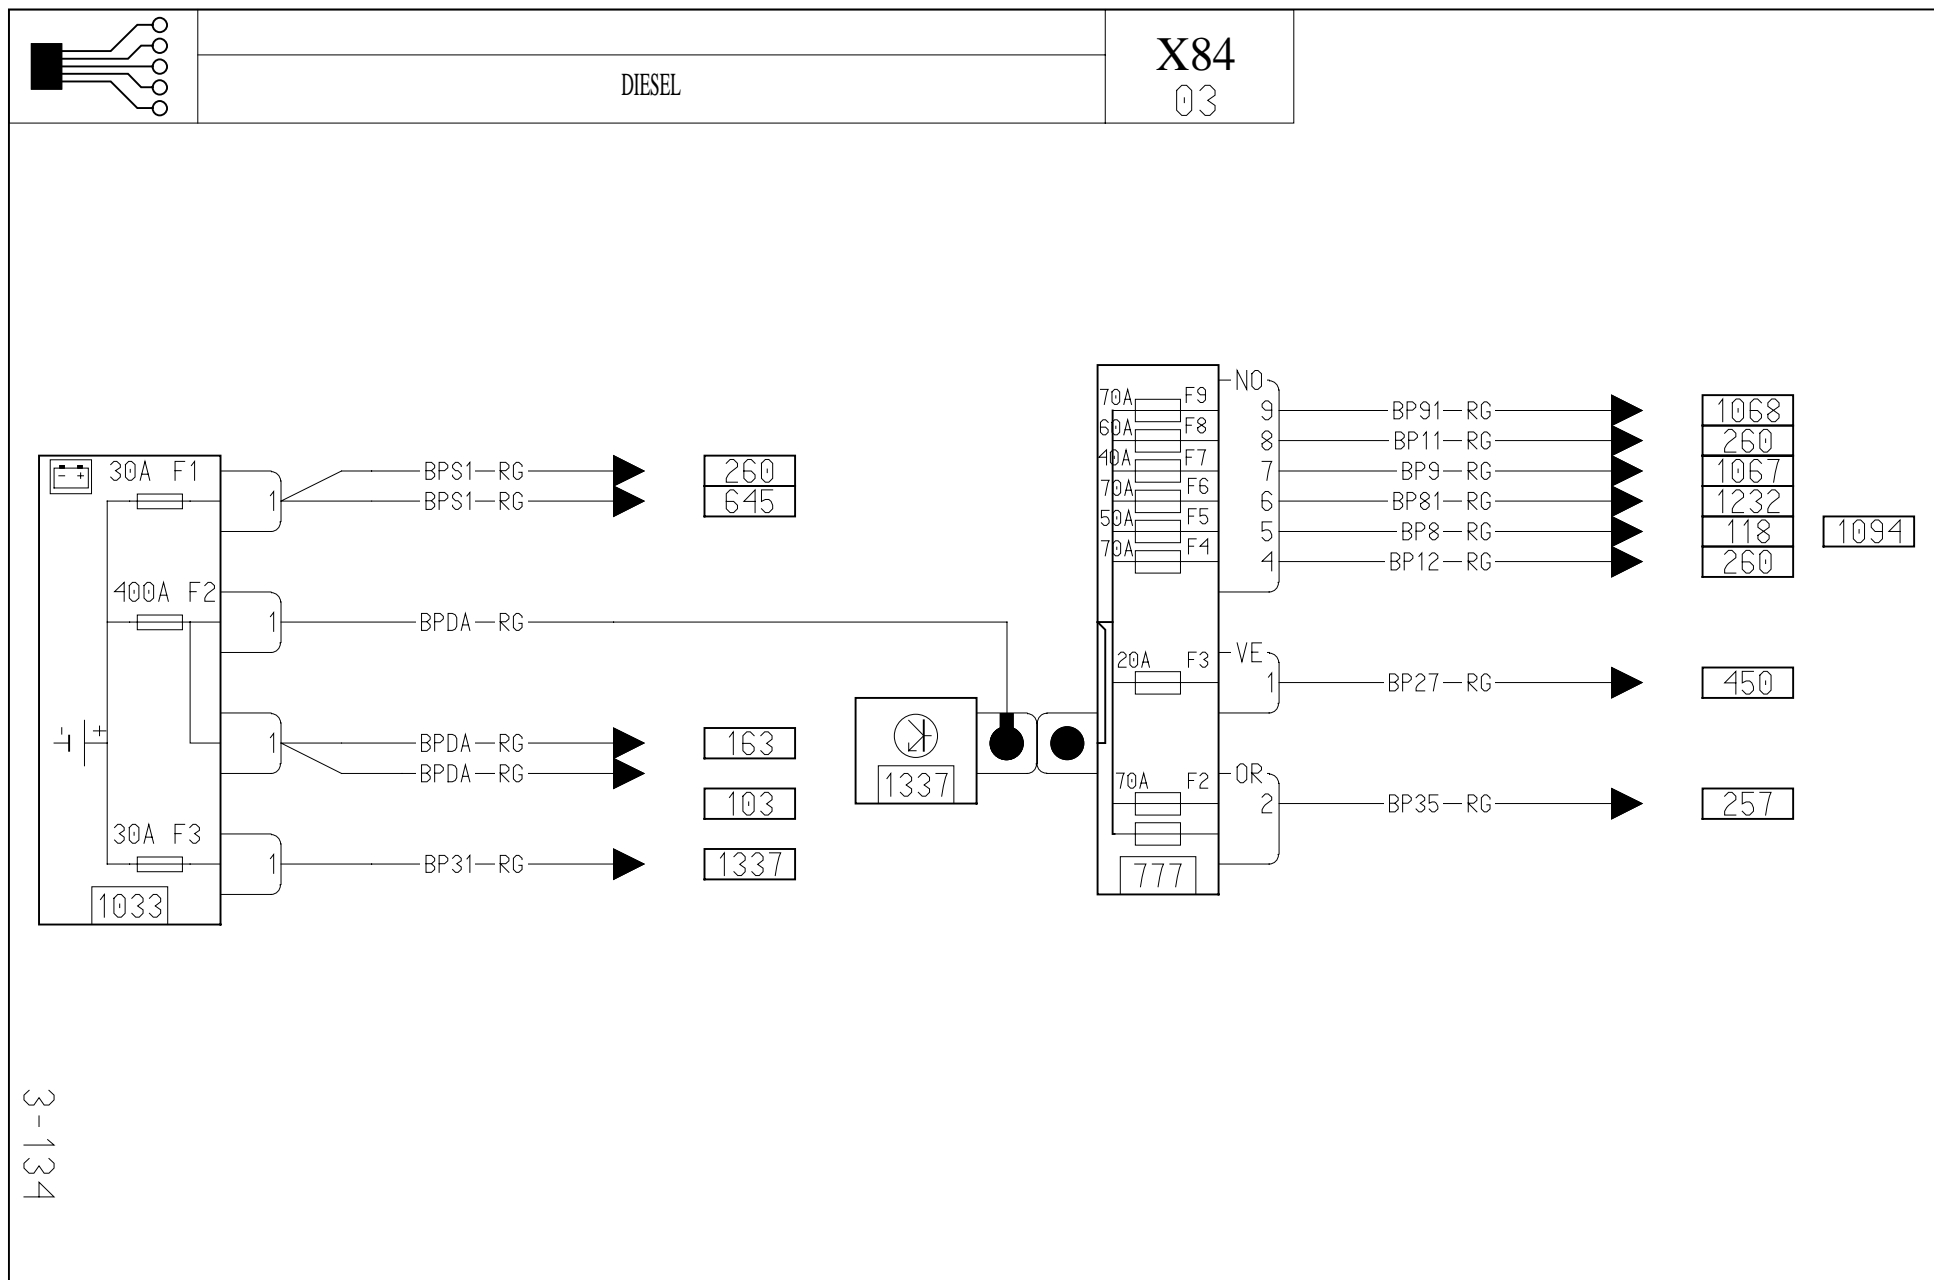 X84
DIESEL
03
30A F1
1
BPS1-RG
260
BPS1-RG
645
400A F2
1
BPDA-RG
- +
+
-
1
BPDA-RG
163
BPDA-RG
103
30A F3
1
BP31-RG
1337
1033
1337
NO
70A F9
9
BP91-RG
1068
60A F8
8
BP11-RG
260
40A F7
7
BP9-RG
1067
70A F6
6
BP81-RG
1232
50A F5
5
BP8-RG
118
1094
70A F4
4
BP12-RG
260
VE
20A F3
1
BP27-RG
450
OR
70A F2
2
BP35-RG
257
777
3-134